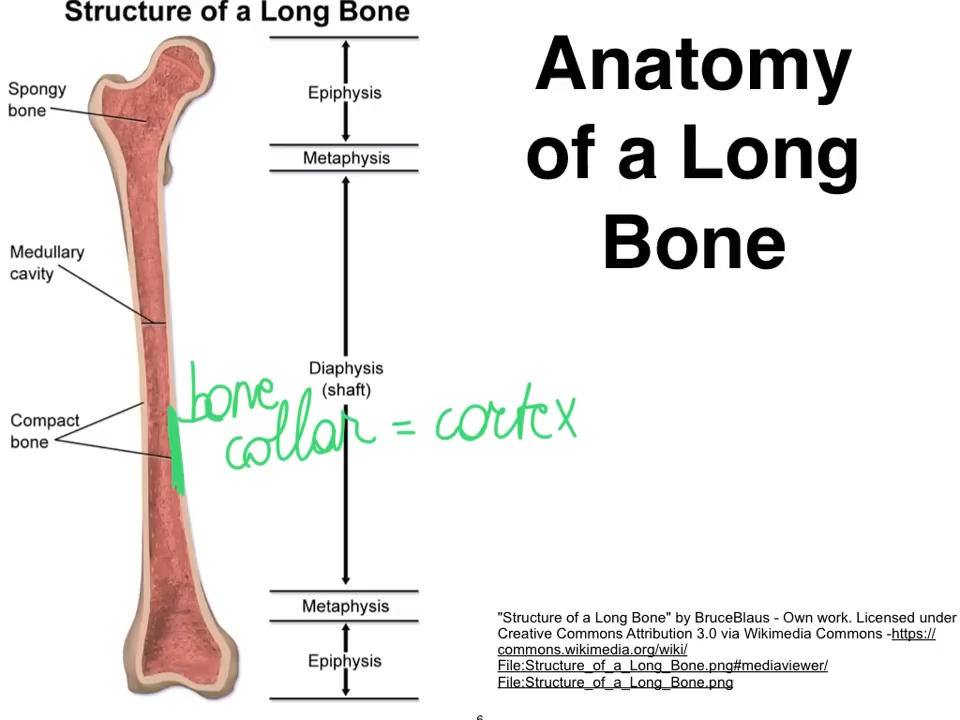 Structure of a Long Bone
Anatomy
of a Long
Bone
Spongy
bone
Epiphysis
Metaphysis
Medullary
cavity
Diaphysis
(shaft)
Compact
bone
bone
collar = cortex
Metaphysis
Epiphysis
"Structure of a Long Bone" by BruceBlaus - Own work. Licensed under
Creative Commons Attribution 3.0 via Wikimedia Commons -https://
commons.wikimedia.org/wiki/
File:Structure_of_a_Long_Bone.png#mediaviewer/
File:Structure_of_a_Long_Bone.png